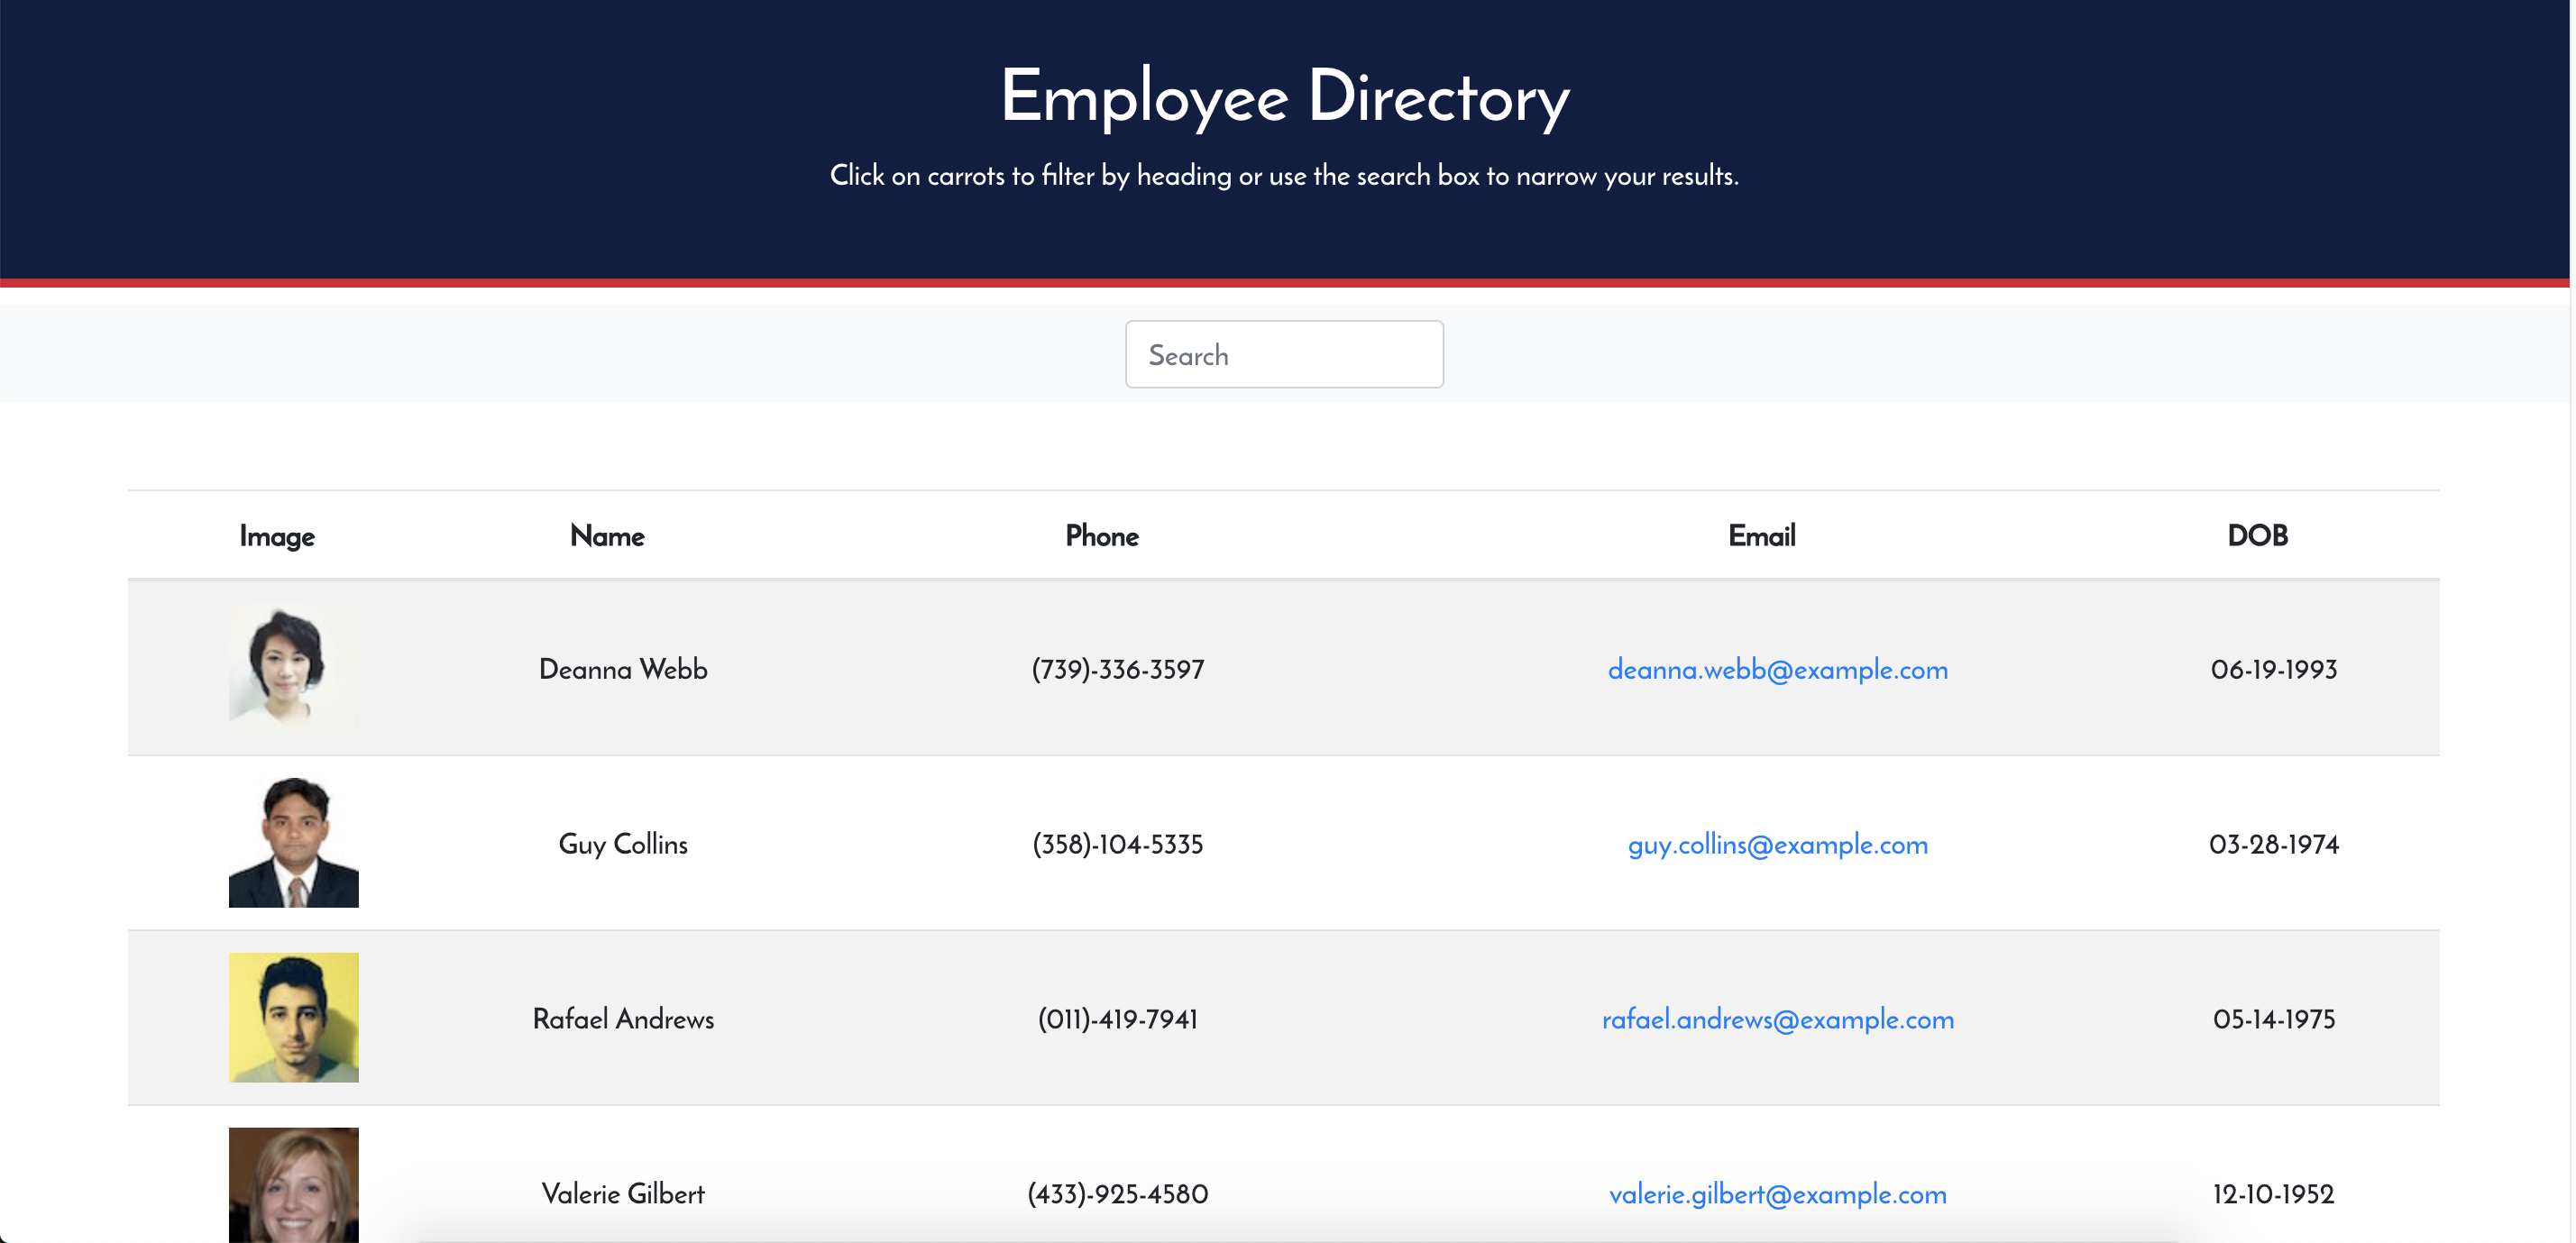 Employee Directory
Click on carrots to filter by heading or use the search box to narrow your results.
Search
Image Name Phone Email DOB
Deanna Webb (739)-336-3597 deanna.webb@example.com 06-19-1993
Guy Collins (358)-104-5335 guy.collins@example.com 03-28-1974
Rafael Andrews (011)-419-7941 rafael.andrews@example.com 05-14-1975
Valerie Gilbert (433)-925-4580 valerie.gilbert@example.com 12-10-1952